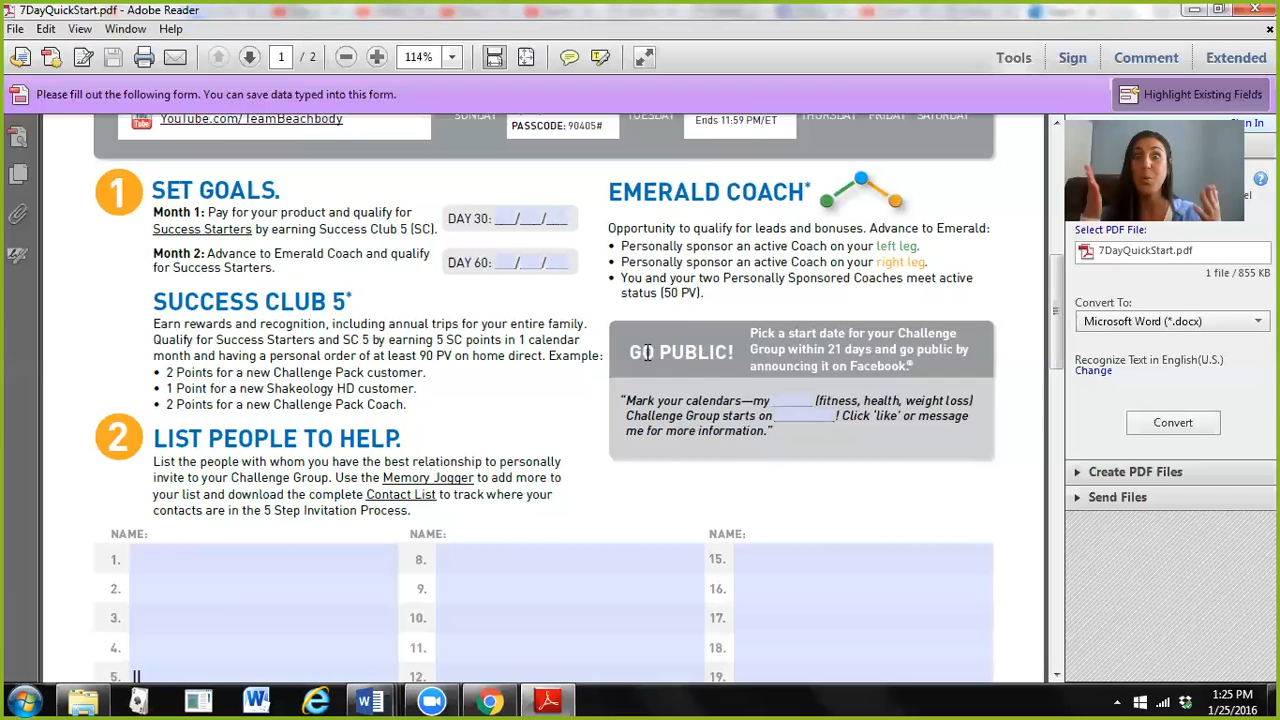 7DayQuickStart.pdf - Adobe Reader
File Edit View Window Help
1 / 2 114% Tools Sign Comment Extended
Please fill out the following form. You can save data typed into this form. Highlight Existing Fields
YouTube.com/TeamBeachbody
SUNDAY TUESDAY THURSDAY FRIDAY SATURDAY
PASSCODE: 90405#
Ends 11:59 PM/ET
1 SET GOALS.
Month 1: Pay for your product and qualify for
Success Starters by earning Success Club 5 (SC).
DAY 30: __/__/__
Month 2: Advance to Emerald Coach and qualify
for Success Starters.
DAY 60: __/__/__
SUCCESS CLUB 5*
Earn rewards and recognition, including annual trips for your entire family.
Qualify for Success Starters and SC 5 by earning 5 SC points in 1 calendar
month and having a personal order of at least 90 PV on home direct. Example:
• 2 Points for a new Challenge Pack customer.
• 1 Point for a new Shakeology HD customer.
• 2 Points for a new Challenge Pack Coach.
EMERALD COACH*
Opportunity to qualify for leads and bonuses. Advance to Emerald:
• Personally sponsor an active Coach on your left leg.
• Personally sponsor an active Coach on your right leg.
• You and your two Personally Sponsored Coaches meet active
status (50 PV).
GO PUBLIC!
Pick a start date for your Challenge
Group within 21 days and go public by
announcing it on Facebook.®
"Mark your calendars—my ______ (fitness, health, weight loss)
Challenge Group starts on ________! Click 'like' or message
me for more information."
2 LIST PEOPLE TO HELP.
List the people with whom you have the best relationship to personally
invite to your Challenge Group. Use the Memory Jogger to add more to
your list and download the complete Contact List to track where your
contacts are in the 5 Step Invitation Process.
NAME: NAME: NAME:
1. 8. 15.
2. 9. 16.
3. 10. 17.
4. 11. 18.
5. 12. 19.
Sign In
Select PDF File:
7DayQuickStart.pdf
1 file / 855 KB
Convert To:
Microsoft Word (*.docx)
Recognize Text in English(U.S.)
Change
Convert
Create PDF Files
Send Files
1:25 PM
1/25/2016